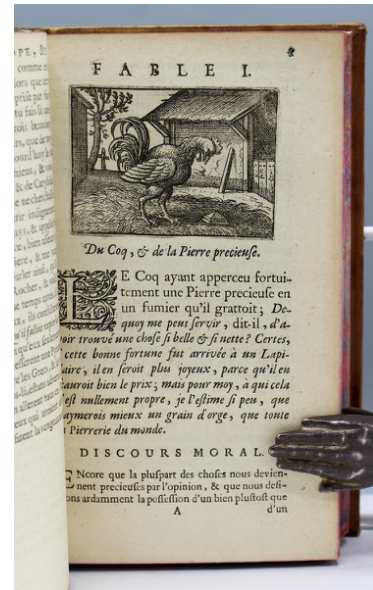 FABLE I.
Du Coq, & de la Pierre precieuse.
LE Coq ayant apperceu fortui-
tement une Pierre precieuse en
un fumier qu'il grattoit; De-
quoy me peut servir, dit-il, d'a-
voir trouvé une chose si belle & si nette? Certes,
cette bonne fortune fut arrivée à un Lapi-
aire, il en seroit plus joyeux, parce qu'il en
auroit bien le prix; mais pour moy, à qui cela
est nullement propre, je l'estime si peu, que
aymerois mieux un grain d'orge, que toute
Pierrerie du monde.
DISCOURS MORAL.
ENcore que la pluspart des choses nous devien-
nent precieuses par l'opinion, & que nous desi-
ons ardamment la possession d'un bien plustost que
A d'un